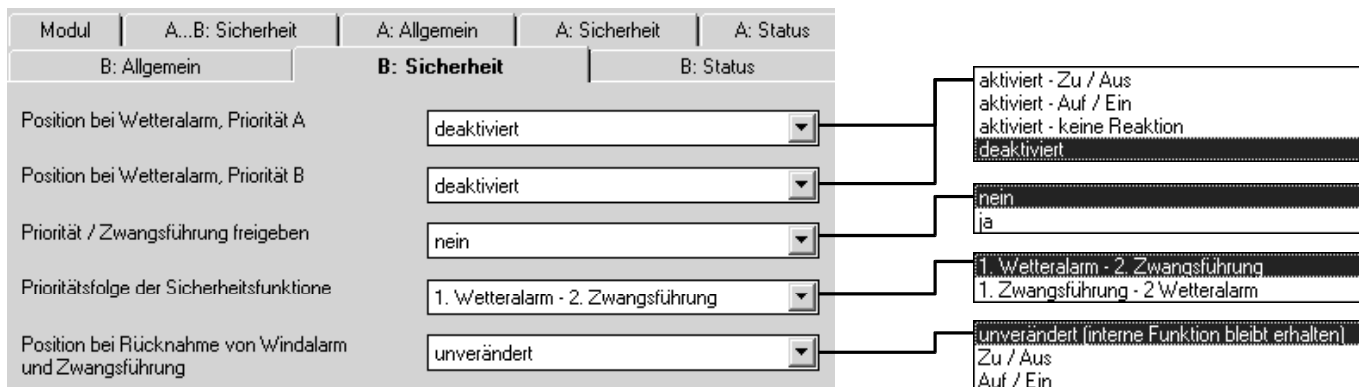 Modul
A...B: Sicherheit
A: Allgemein
A: Sicherheit
A: Status
B: Allgemein
B: Sicherheit
B: Status
Position bei Wetteralarm, Priorität A
deaktiviert
Position bei Wetteralarm, Priorität B
deaktiviert
Priorität / Zwangsführung freigeben
nein
Prioritätsfolge der Sicherheitsfunktione
1. Wetteralarm - 2. Zwangsführung
Position bei Rücknahme von Windalarm
und Zwangsführung
unverändert
aktiviert - Zu / Aus
aktiviert - Auf / Ein
aktiviert - keine Reaktion
deaktiviert
nein
ja
1. Wetteralarm - 2. Zwangsführung
1. Zwangsführung - 2 Wetteralarm
unverändert (interne Funktion bleibt erhalten)
Zu / Aus
Auf / Ein